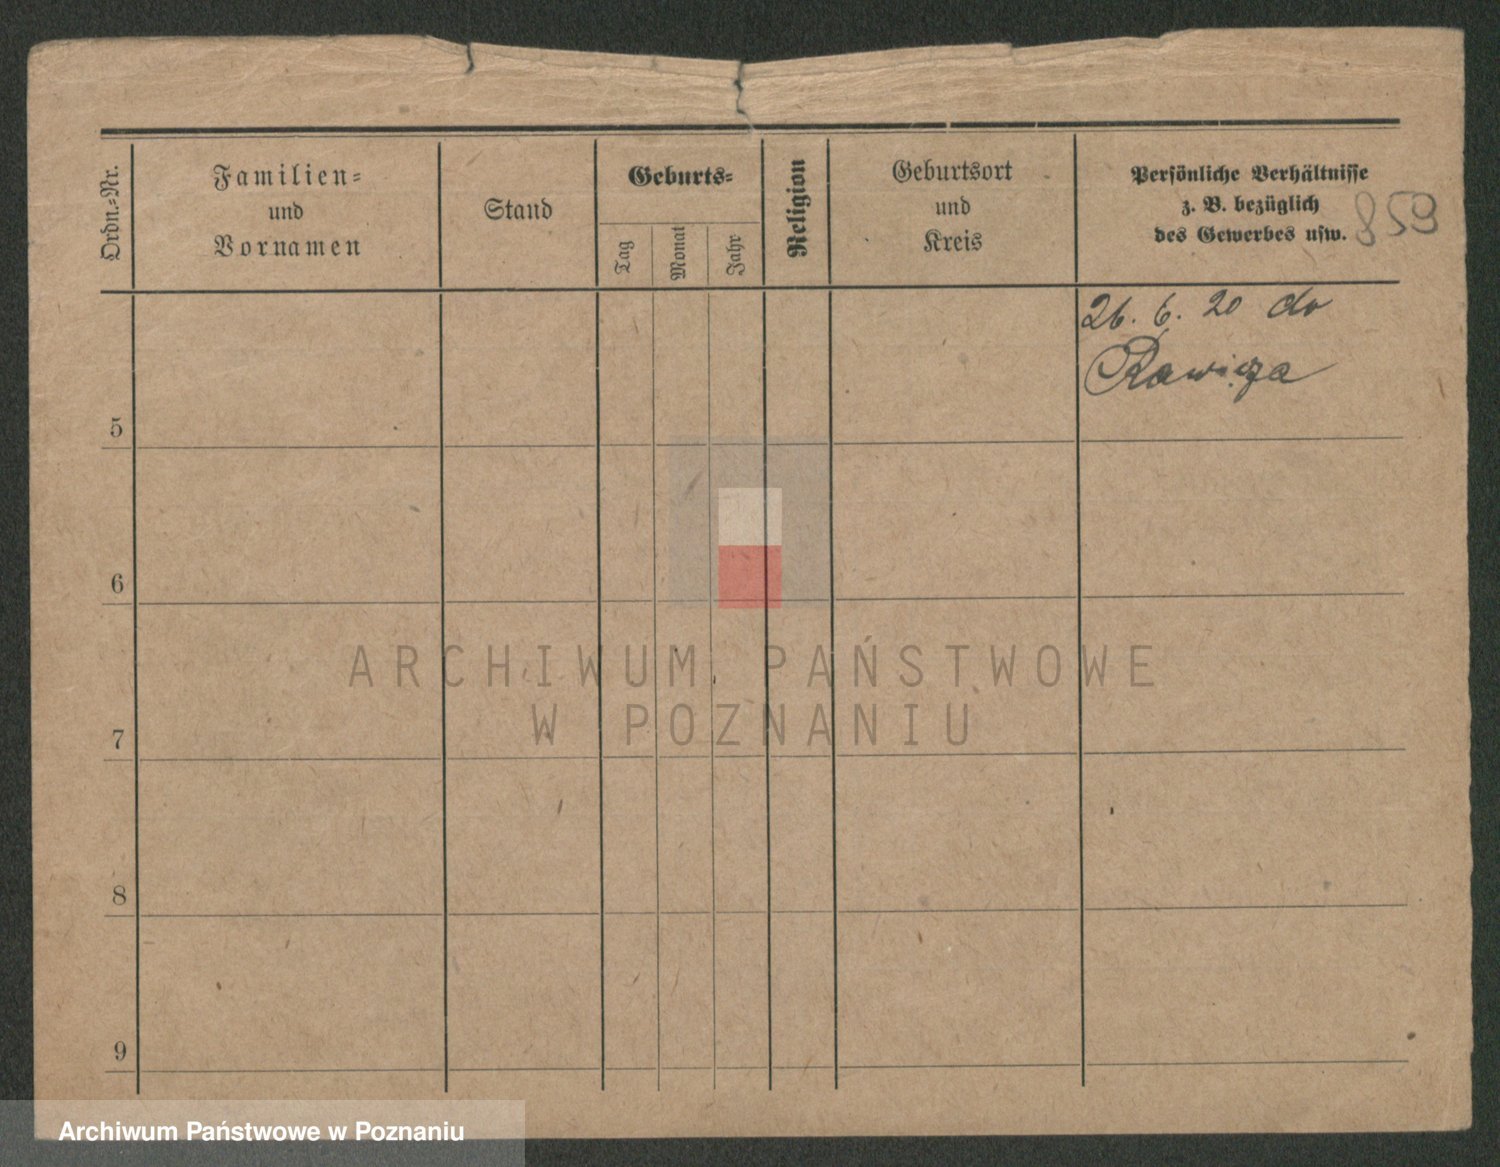 Ordn.-Nr.
Familien-
und
Vornamen
Stand
Geburts-
Tag
Monat
Jahr
Religion
Geburtsort
und
Kreis
Persönliche Verhältnisse
z. B. bezüglich
des Gewerbes usw.
859
26. 6. 20 do
Rawicza
5
6
7
8
9
ARCHIWUM PAŃSTWOWE
W POZNANIU
Archiwum Państwowe w Poznaniu